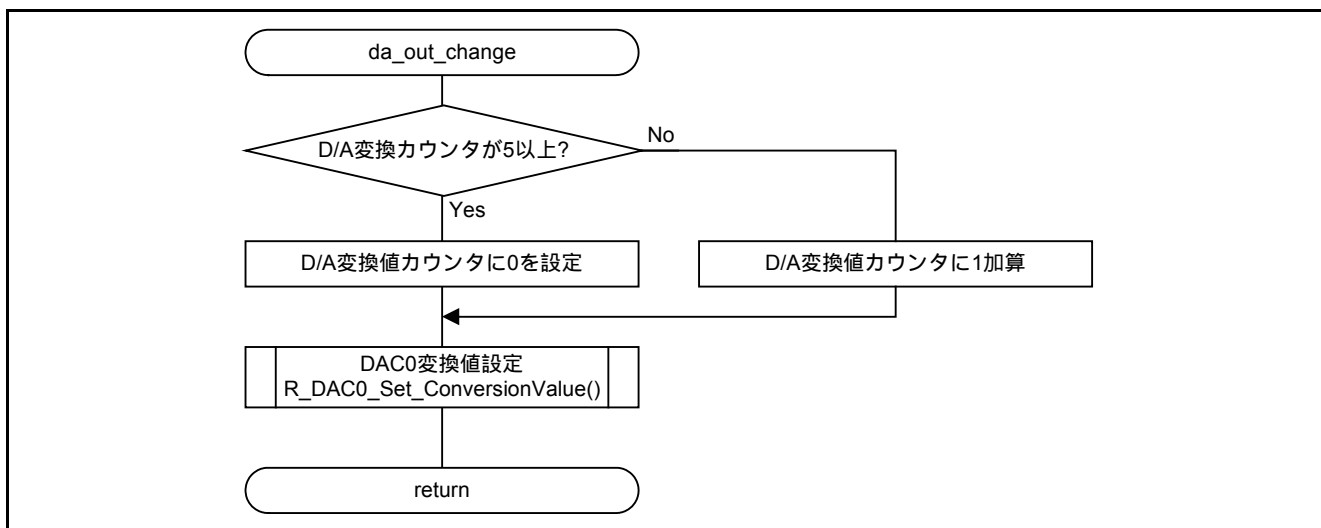 da_out_change
D/A変換カウンタが5以上?
No
Yes
D/A変換値カウンタに0を設定
D/A変換値カウンタに1加算
DAC0変換値設定
R_DAC0_Set_ConversionValue()
return